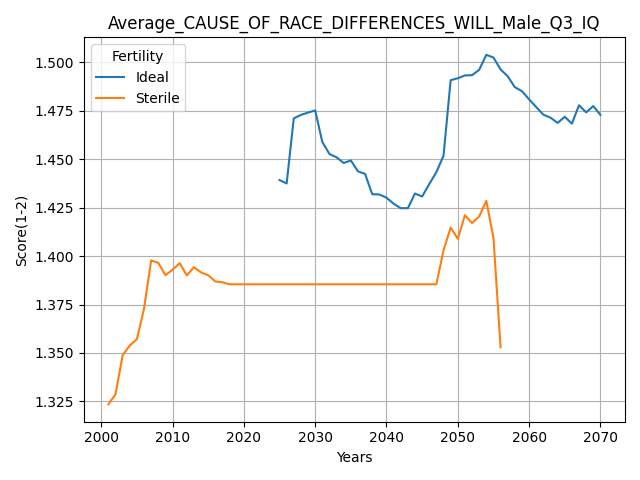 Average_CAUSE_OF_RACE_DIFFERENCES_WILL_Male_Q3_IQ
Fertility
Ideal
Sterile
1.500
1.475
1.450
1.425
1.400
1.375
1.350
1.325
Score(1-2)
2000 2010 2020 2030 2040 2050 2060 2070
Years